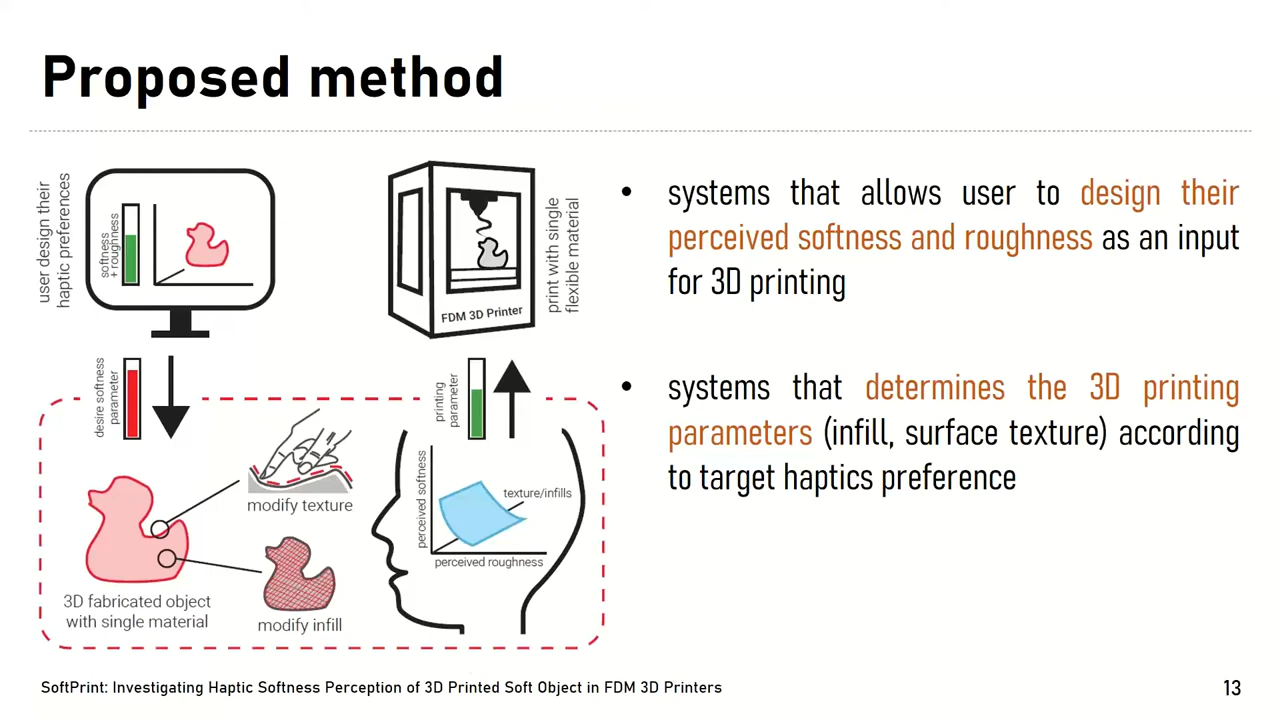 Proposed method
user design their
haptic preferences
softness
+ roughness
FDM 3D Printer
print with single
flexible material
desire softness
parameter
printing
parameter
modify texture
3D fabricated object
with single material
modify infill
perceived softness
texture/infills
perceived roughness
• systems that allows user to design their
perceived softness and roughness as an input
for 3D printing
• systems that determines the 3D printing
parameters (infill, surface texture) according
to target haptics preference
SoftPrint: Investigating Haptic Softness Perception of 3D Printed Soft Object in FDM 3D Printers
13